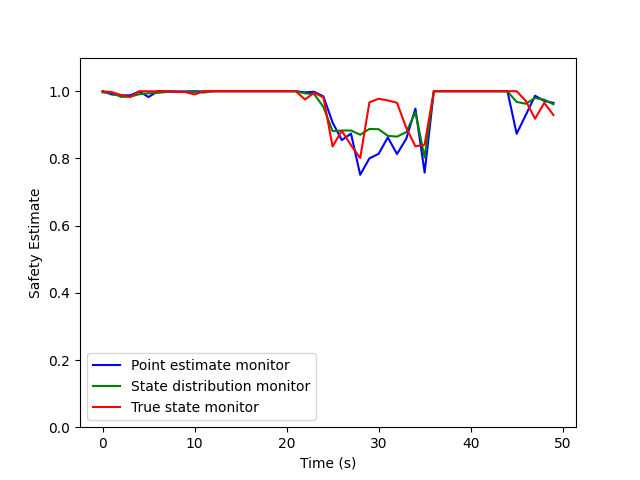 1.0
0.8
0.6
0.4
0.2
0.0
Safety Estimate
Point estimate monitor
State distribution monitor
True state monitor
0 10 20 30 40 50
Time (s)